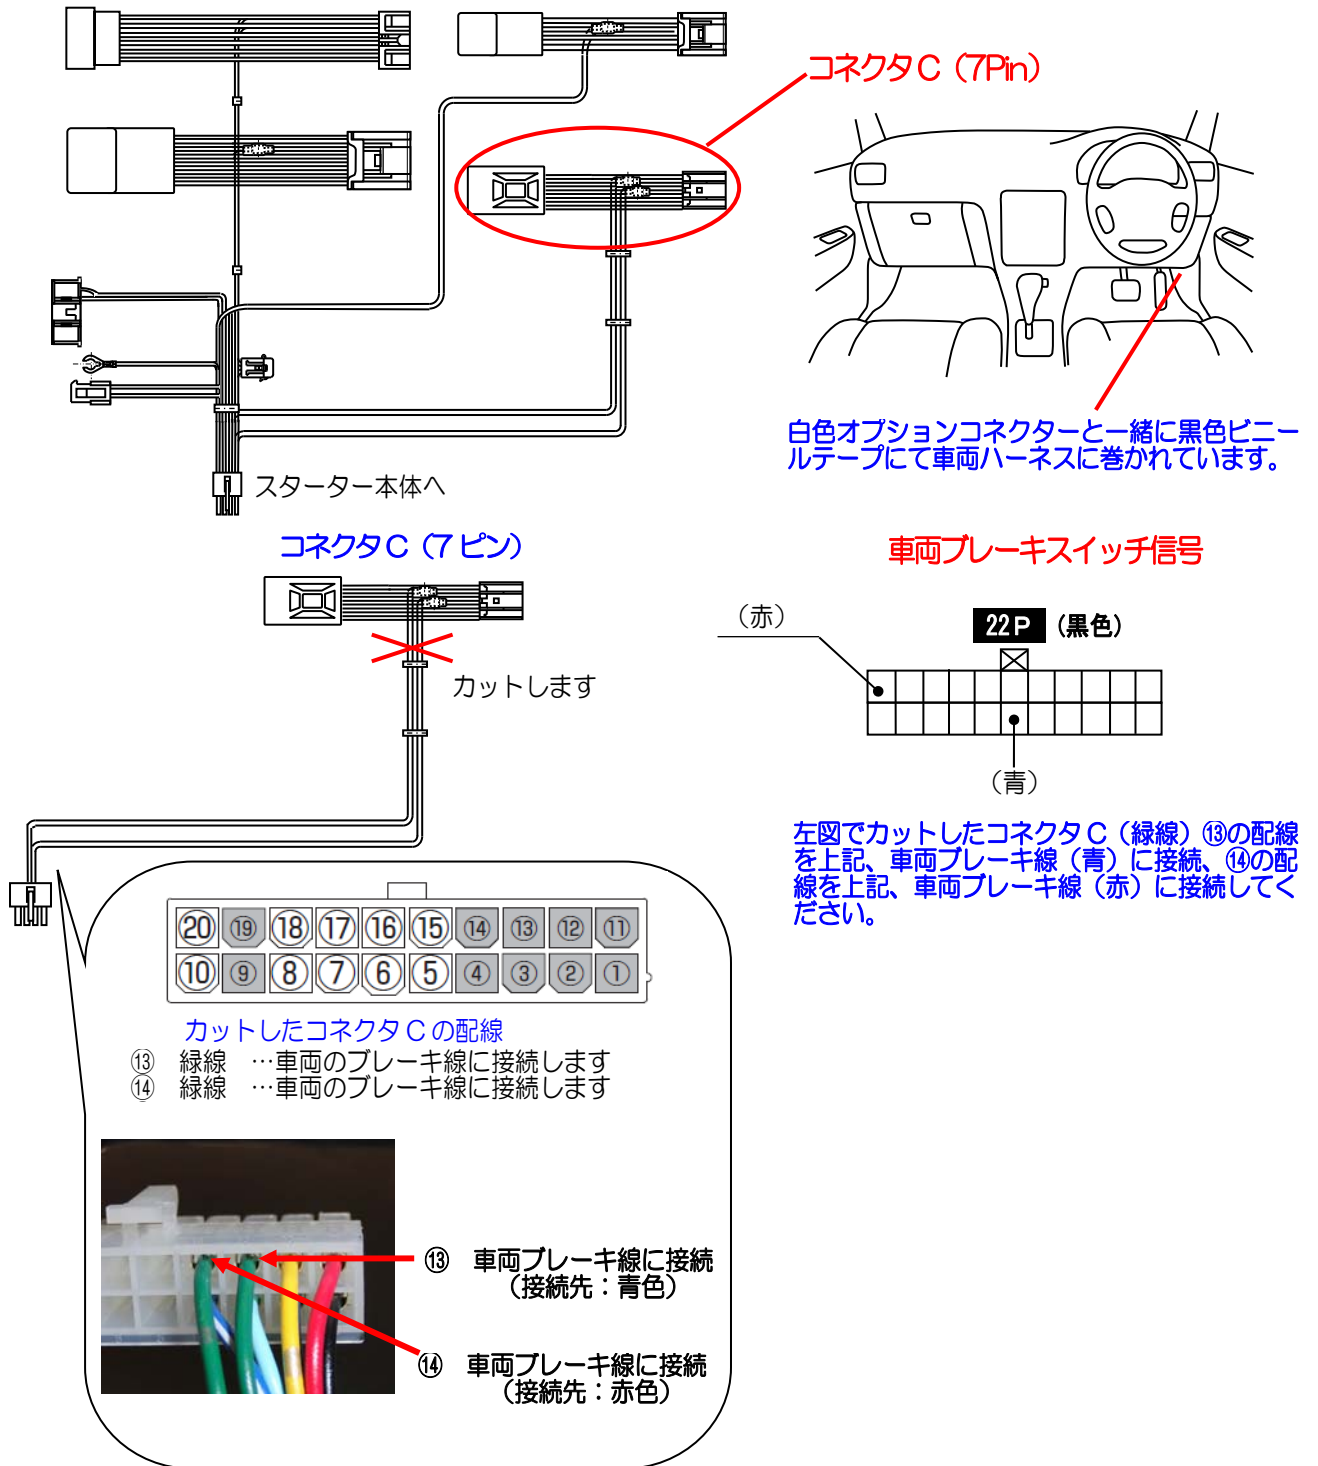 コネクタC（7Pin）
白色オプションコネクターと一緒に黒色ビニー
ルテープにて車両ハーネスに巻かれています。
スターター本体へ
コネクタC（7ピン）
カットします
車両ブレーキスイッチ信号
（赤）
22P （黒色）
（青）
左図でカットしたコネクタC（緑線）⑬の配線
を上記、車両ブレーキ線（青）に接続、⑭の配
線を上記、車両ブレーキ線（赤）に接続してく
ださい。
⑳ ⑲ ⑱ ⑰ ⑯ ⑮ ⑭ ⑬ ⑫ ⑪
⑩ ⑨ ⑧ ⑦ ⑥ ⑤ ④ ③ ② ①
カットしたコネクタCの配線
⑬ 緑線 …車両のブレーキ線に接続します
⑭ 緑線 …車両のブレーキ線に接続します
⑬ 車両ブレーキ線に接続
（接続先：青色）
⑭ 車両ブレーキ線に接続
（接続先：赤色）